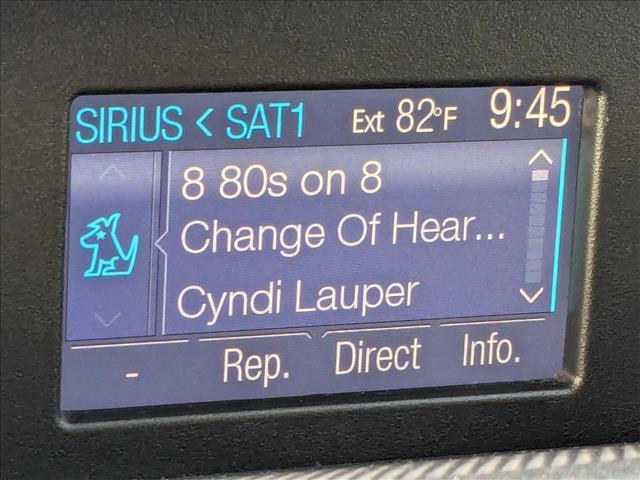 SIRIUS < SAT1 Ext 82°F 9:45
8 80s on 8
Change Of Hear...
Cyndi Lauper
- Rep. Direct Info.